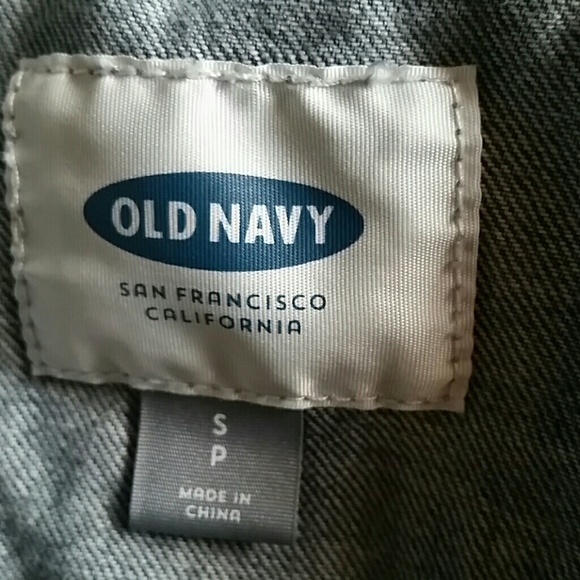 OLD NAVY
SAN FRANCISCO
CALIFORNIA
S
P
MADE IN
CHINA